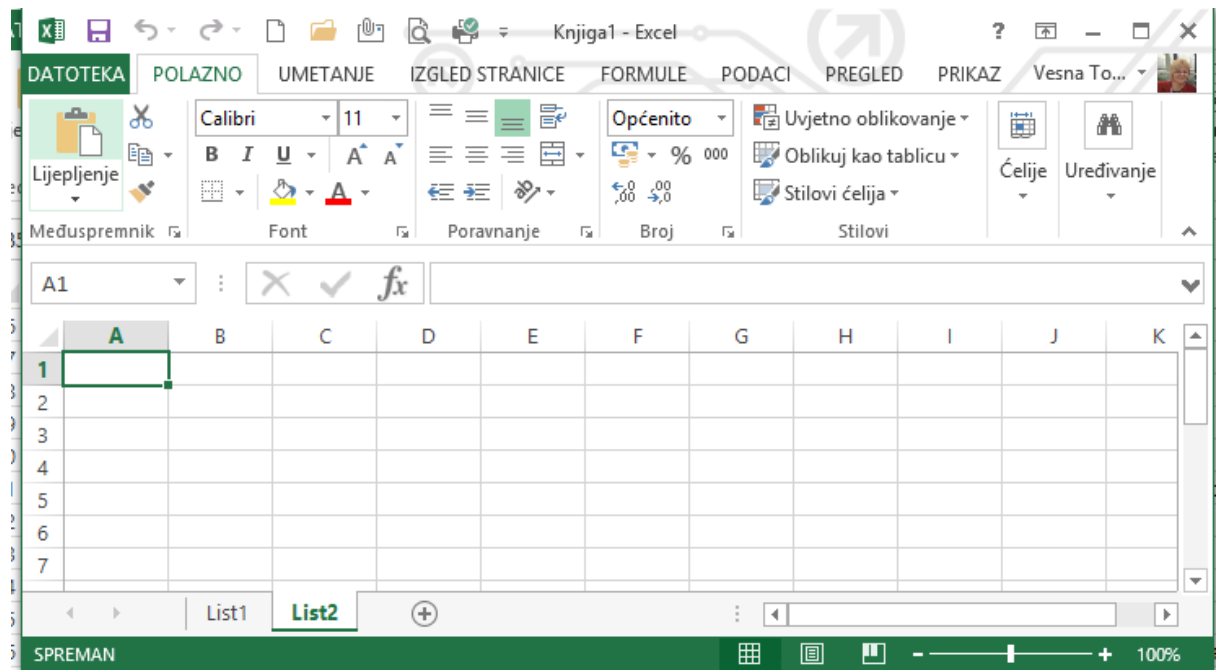 Knjiga1 - Excel
DATOTEKA POLAZNO UMETANJE IZGLED STRANICE FORMULE PODACI PREGLED PRIKAZ Vesna To...
Calibri 11 Općenito Uvjetno oblikovanje
B I U A A % 000 Oblikuj kao tablicu
Lijepljenje Ćelije Uređivanje
A Stilovi ćelija
Međuspremnik Font Poravnanje Broj Stilovi
A1 fx
A B C D E F G H I J K
1
2
3
4
5
6
7
List1 List2
SPREMAN 100%